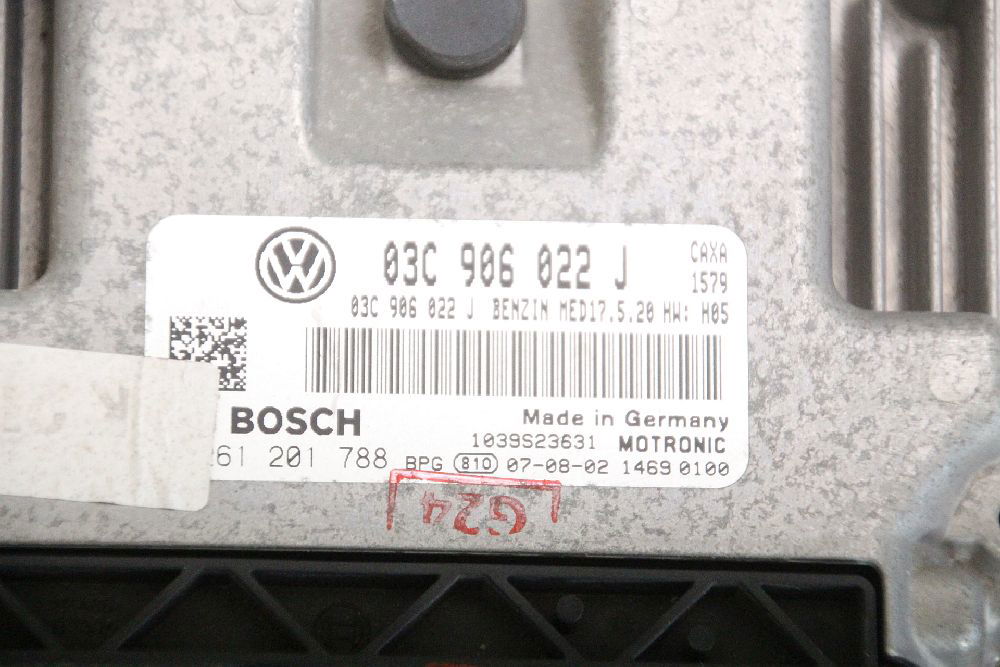 03C 906 022 J CAXA
1579
03C 906 022 J BENZIN MED17.5.20 HW: H05
BOSCH Made in Germany
1039S23631 MOTRONIC
261 201 788 BPG 810 07-08-02 1469 0100
G24